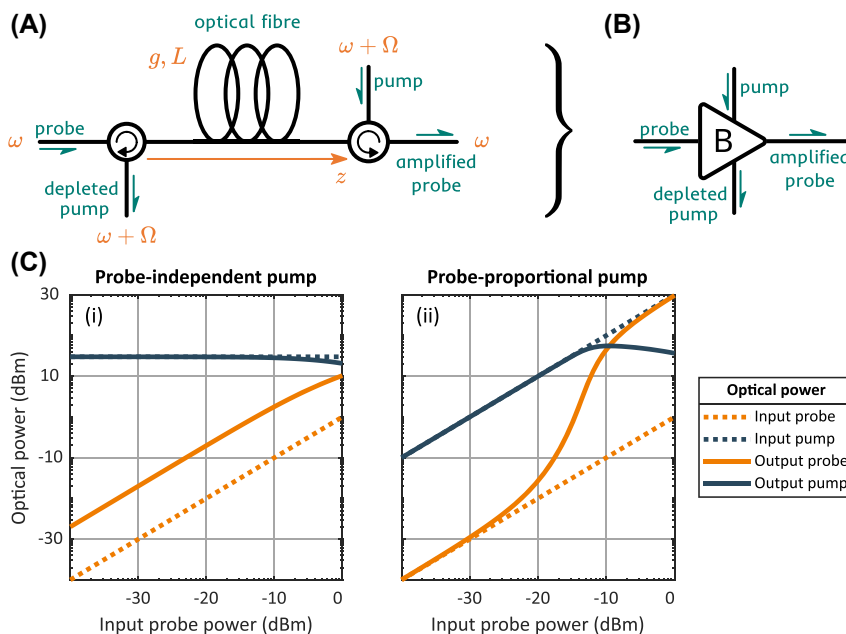 (A)
optical fibre
g, L
ω + Ω
pump
ω
probe
amplified
probe
ω
depleted
pump
ω + Ω
z
(B)
pump
probe
B
amplified
probe
depleted
pump
(C)
Probe-independent pump
Probe-proportional pump
(i)
(ii)
30
10
-10
-30
Optical power (dBm)
-30
-20
-10
0
-30
-20
-10
0
Input probe power (dBm)
Input probe power (dBm)
Optical power
Input probe
Input pump
Output probe
Output pump